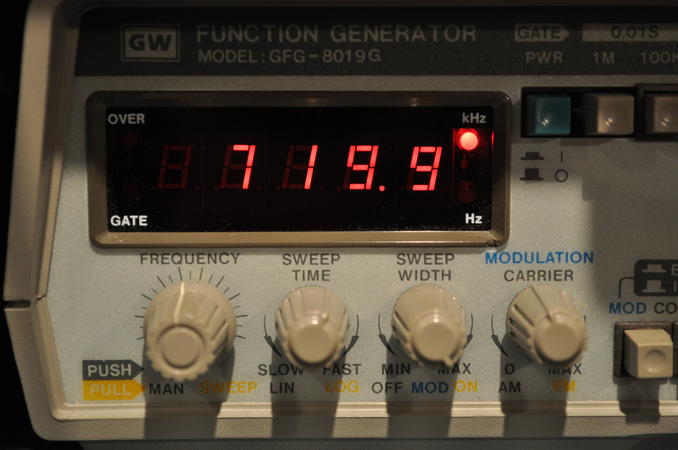 GW
FUNCTION GENERATOR
MODEL: GFG-8019G
GATE 0.01S
PWR 1M 100K
OVER
kHz
719.9
GATE
Hz
I
O
FREQUENCY
SWEEP TIME
SWEEP WIDTH
MODULATION
CARRIER
MOD CO
PUSH
PULL
MAN SWEEP
SLOW FAST
LIN LOG
MIN MAX
OFF MOD ON
0 MAX
AM FM